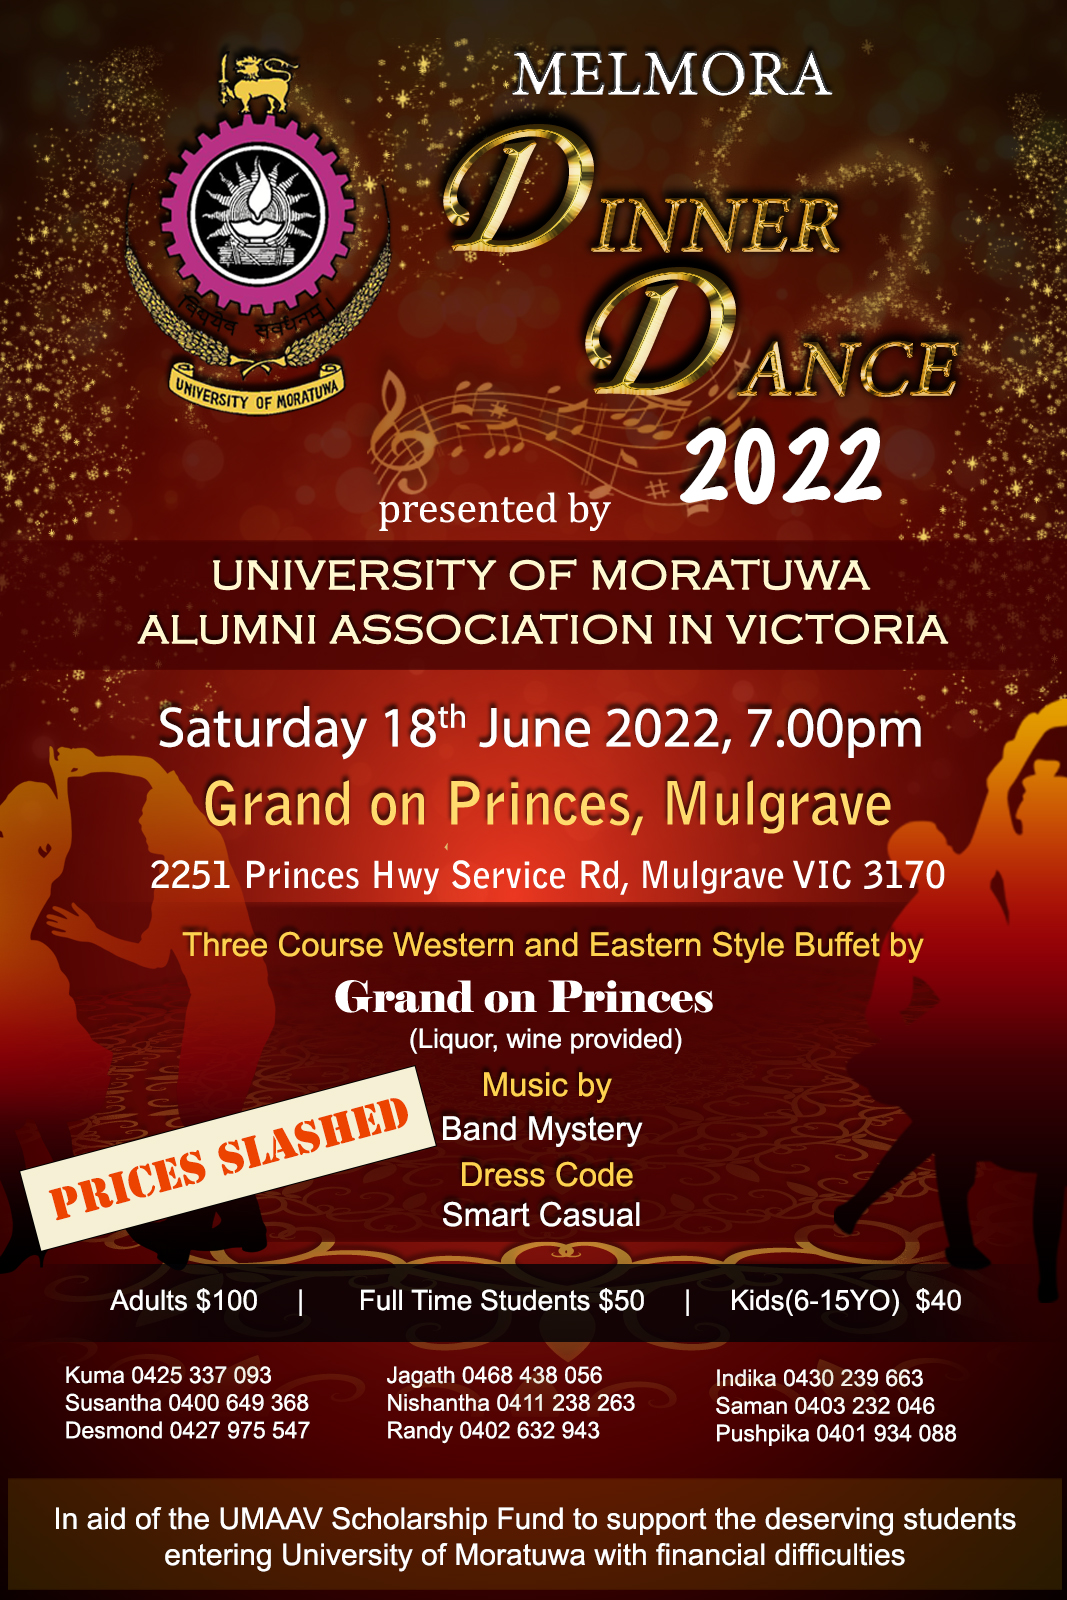 MELMORA
DINNER
DANCE
2022
विद्ययैव सर्वधनम्।
UNIVERSITY OF MORATUWA
presented by
UNIVERSITY OF MORATUWA
ALUMNI ASSOCIATION IN VICTORIA
Saturday 18th June 2022, 7.00pm
Grand on Princes, Mulgrave
2251 Princes Hwy Service Rd, Mulgrave VIC 3170
Three Course Western and Eastern Style Buffet by
Grand on Princes
(Liquor, wine provided)
Music by
Band Mystery
Dress Code
Smart Casual
PRICES SLASHED
Adults $100 | Full Time Students $50 | Kids(6-15YO) $40
Kuma 0425 337 093
Susantha 0400 649 368
Desmond 0427 975 547
Jagath 0468 438 056
Nishantha 0411 238 263
Randy 0402 632 943
Indika 0430 239 663
Saman 0403 232 046
Pushpika 0401 934 088
In aid of the UMAAV Scholarship Fund to support the deserving students
entering University of Moratuwa with financial difficulties